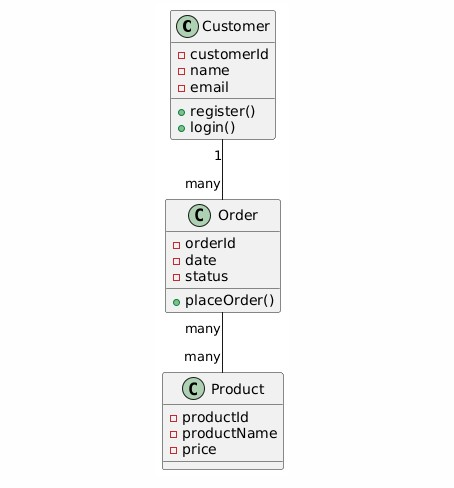 C Customer
customerId
name
email
register()
login()
1
many
C Order
orderId
date
status
placeOrder()
many
many
C Product
productId
productName
price